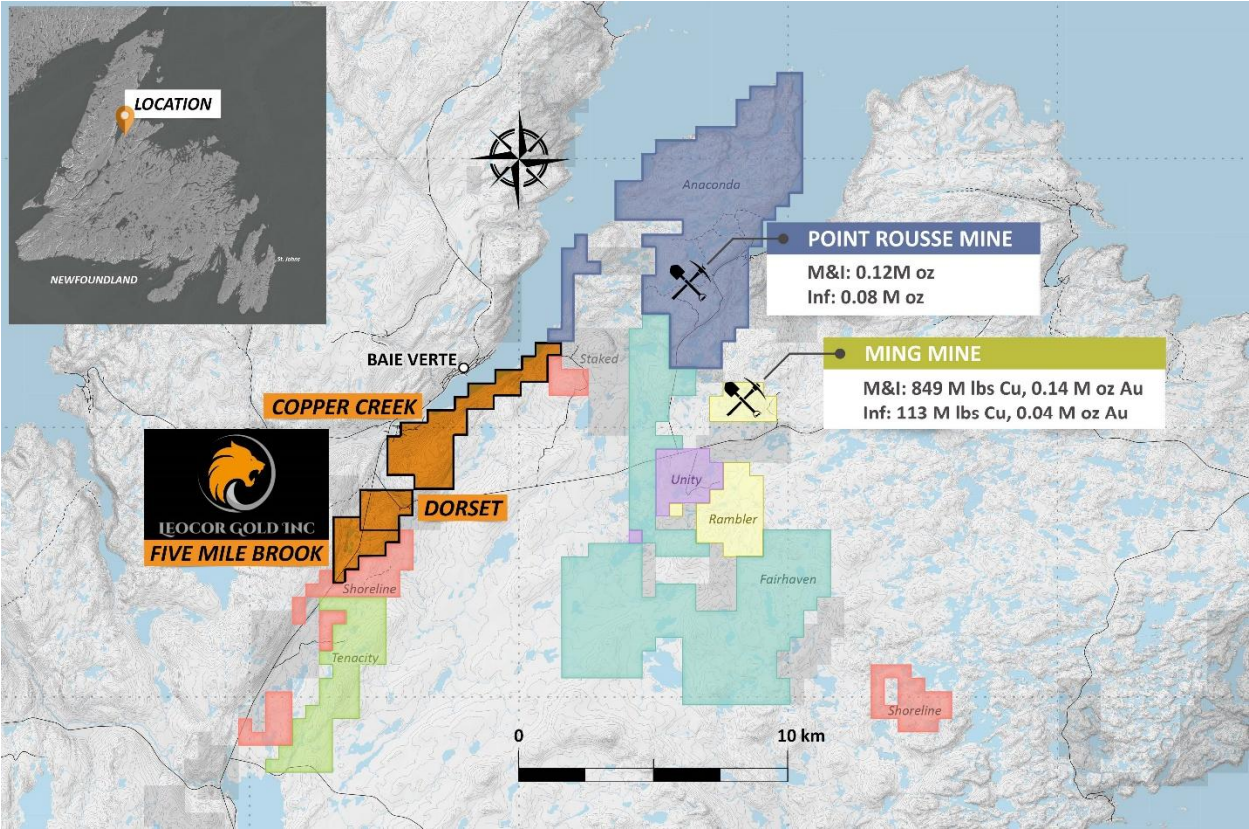 LOCATION
NEWFOUNDLAND
St. Johns
Anaconda
POINT ROUSSE MINE
M&I: 0.12M oz
Inf: 0.08 M oz
Staked
BAIE VERTE
MING MINE
M&I: 849 M lbs Cu, 0.14 M oz Au
Inf: 113 M lbs Cu, 0.04 M oz Au
COPPER CREEK
LEOCOR GOLD INC
FIVE MILE BROOK
DORSET
Unity
Rambler
Shoreline
Fairhaven
Tenacity
Shoreline
0
10 km